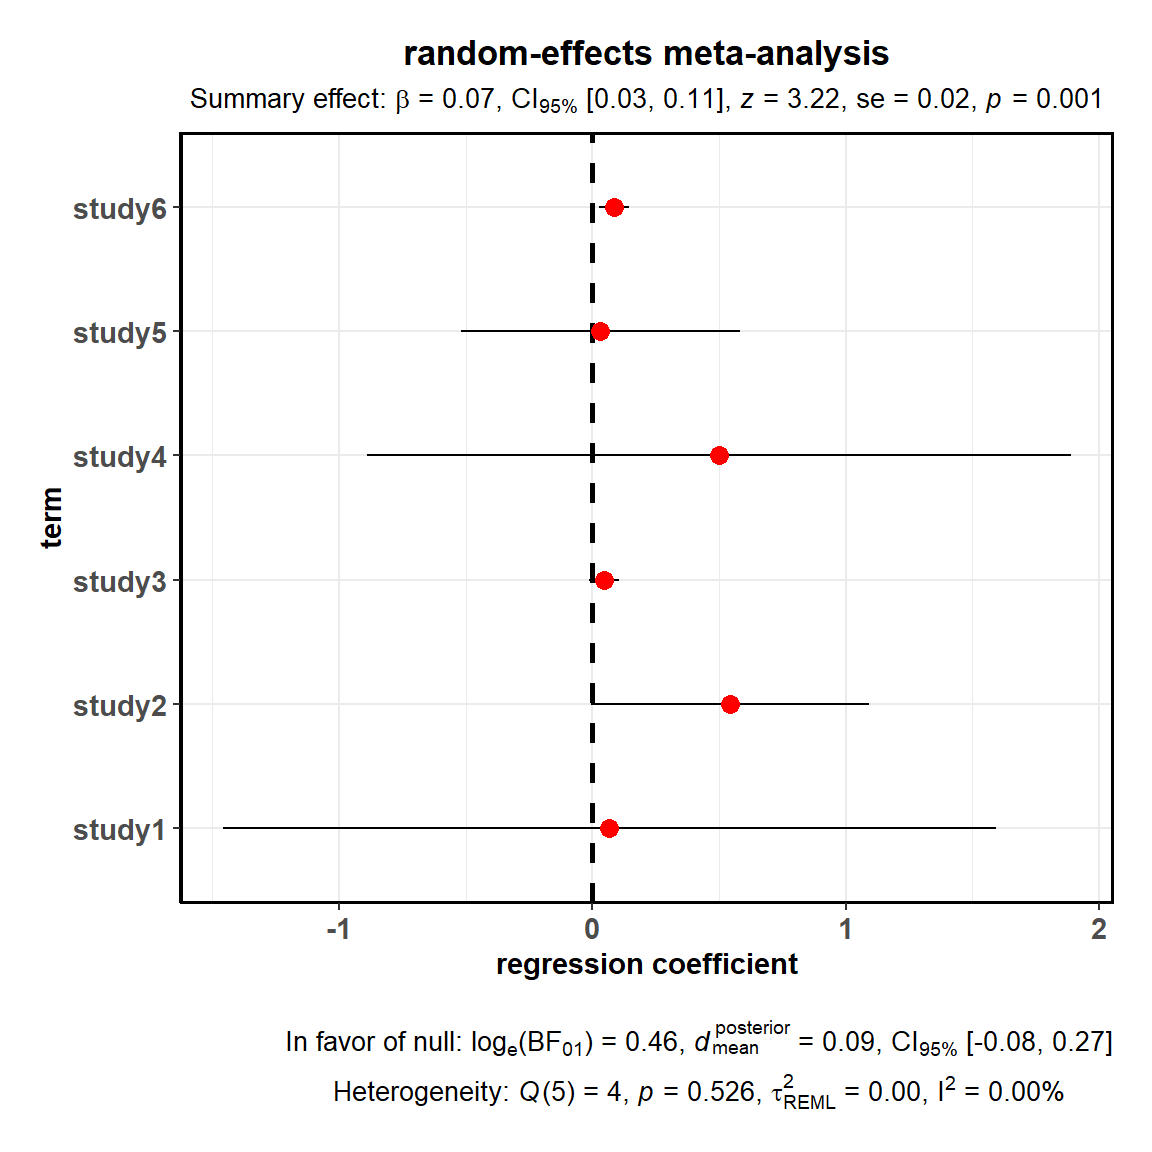 random-effects meta-analysis
Summary effect: β = 0.07, CI95% [0.03, 0.11], z = 3.22, se = 0.02, p = 0.001
study6
study5
study4
study3
study2
study1
term
-1 0 1 2
regression coefficient
In favor of null: loge(BF01) = 0.46, d posterior mean = 0.09, CI95% [-0.08, 0.27]
Heterogeneity: Q(5) = 4, p = 0.526, τ2 REML = 0.00, I2 = 0.00%